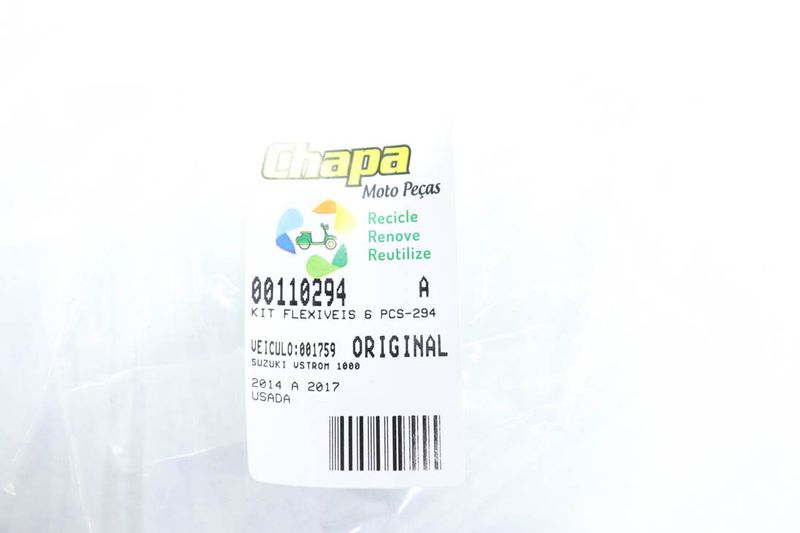 Chapa
Moto Peças
Recicle
Renove
Reutilize
00110294 A
KIT FLEXIVEIS 6 PCS-294
VEICULO:001759 ORIGINAL
SUZUKI VSTROM 1000
2014 A 2017
USADA